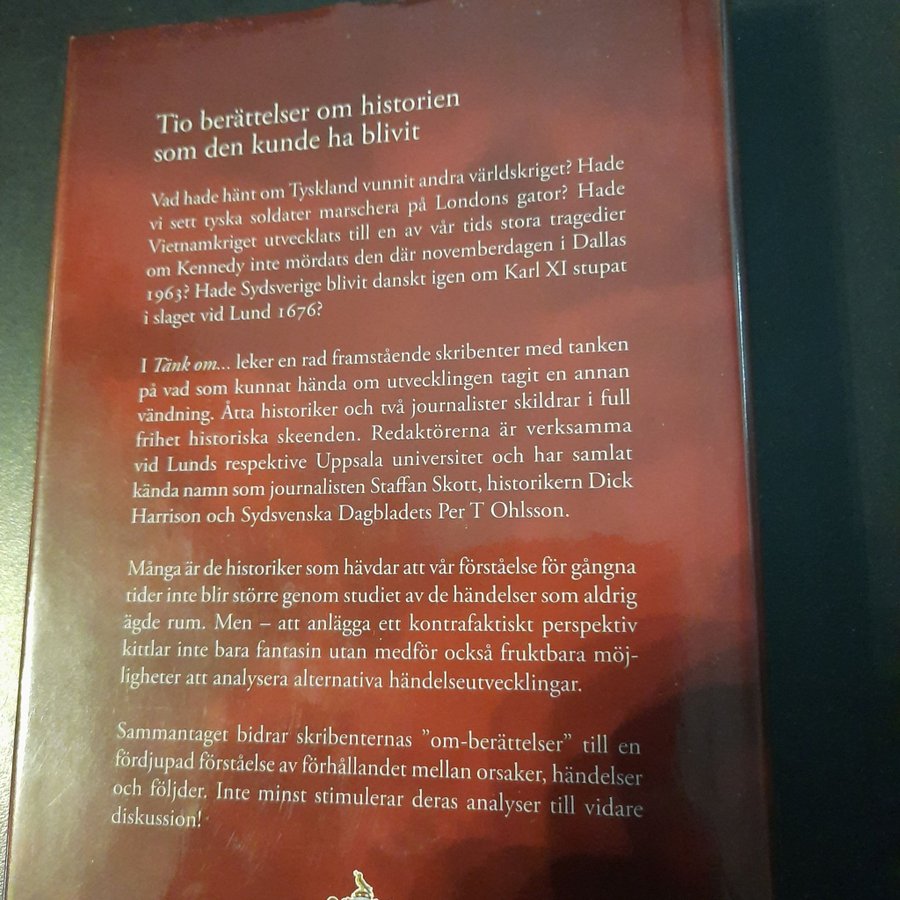 Tio berättelser om historien
som den kunde ha blivit
Vad hade hänt om Tyskland vunnit andra världskriget? Hade
vi sett tyska soldater marschera på Londons gator? Hade
Vietnamkriget utvecklats till en av vår tids stora tragedier
om Kennedy inte mördats den där novemberdagen i Dallas
1963? Hade Sydsverige blivit danskt igen om Karl XI stupat
i slaget vid Lund 1676?
I Tänk om... leker en rad framstående skribenter med tanken
på vad som kunnat hända om utvecklingen tagit en annan
vändning. Åtta historiker och två journalister skildrar i full
frihet historiska skeenden. Redaktörerna är verksamma
vid Lunds respektive Uppsala universitet och har samlat
kända namn som journalisten Staffan Skott, historikern Dick
Harrison och Sydsvenska Dagbladets Per T Ohlsson.
Många är de historiker som hävdar att vår förståelse för gångna
tider inte blir större genom studiet av de händelser som aldrig
ägde rum. Men – att anlägga ett kontrafaktiskt perspektiv
kittlar inte bara fantasin utan medför också fruktbara möj-
ligheter att analysera alternativa händelseutvecklingar.
Sammantaget bidrar skribenternas ”om-berättelser” till en
fördjupad förståelse av förhållandet mellan orsaker, händelser
och följder. Inte minst stimulerar deras analyser till vidare
diskussion!